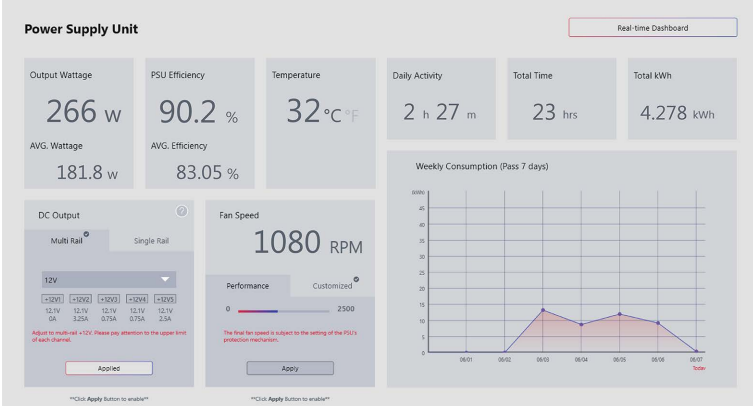 Power Supply Unit
Real-time Dashboard
Output Wattage
266 W
AVG. Wattage
181.8 W
PSU Efficiency
90.2 %
AVG. Efficiency
83.05 %
Temperature
32 °C °F
Daily Activity
2 h 27 m
Total Time
23 hrs
Total kWh
4.278 kWh
DC Output
?
Multi Rail
Single Rail
12V
+12V1 +12V2 +12V3 +12V4 +12V5
12.1V 12.1V 12.1V 12.1V 12.1V
0A 3.25A 0.75A 0.75A 2.5A
Adjust to multi-rail +12V. Please pay attention to the upper limit
of each channel.
Applied
**Click Apply Button to enable**
Fan Speed
1080 RPM
Performance
Customized
0 2500
The final fan speed is subject to the setting of the PSU's
protection mechanism.
Apply
**Click Apply Button to enable**
Weekly Consumption (Pass 7 days)
45
40
35
30
25
20
15
10
5
0
08/01 08/02 08/03 08/04 08/05 08/06 08/07
Today